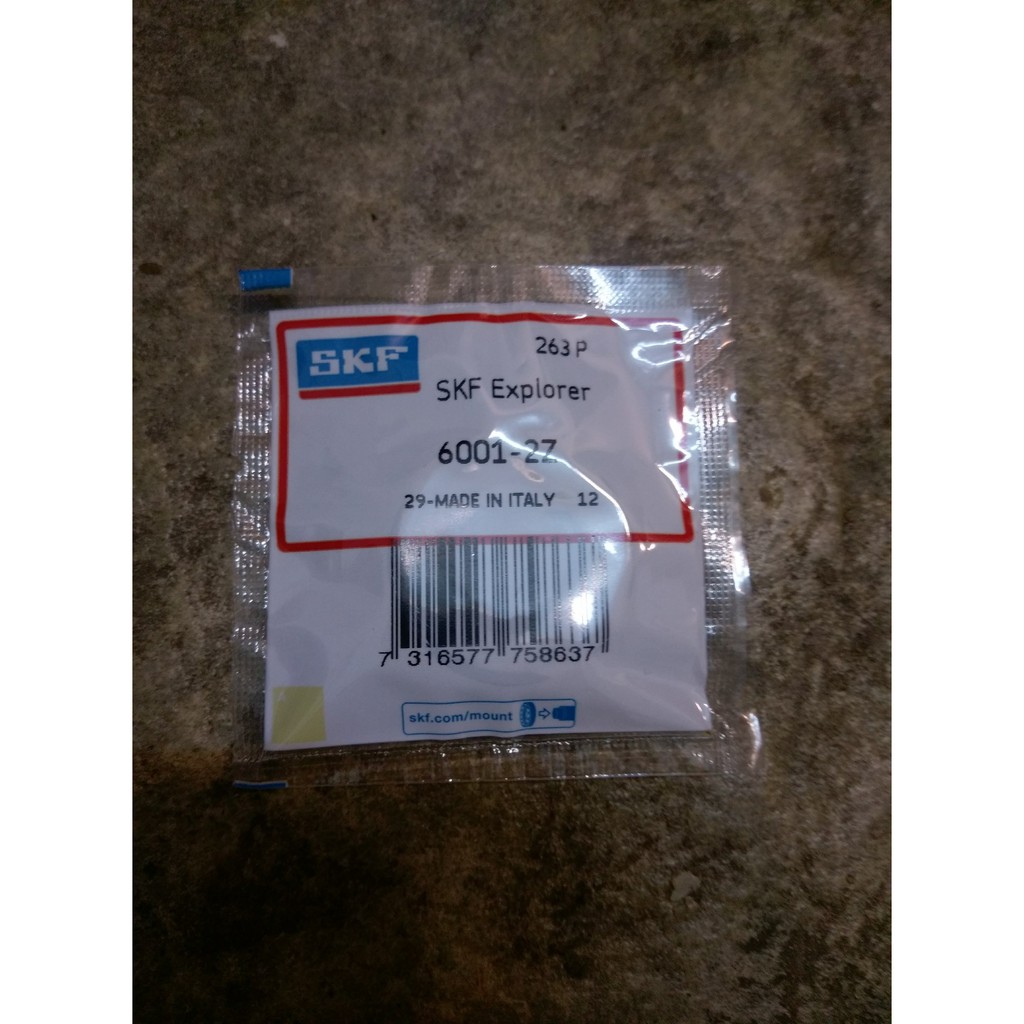 SKF
263 P
SKF Explorer
6001-2Z
29-MADE IN ITALY 12
7 316577 758637
skf.com/mount